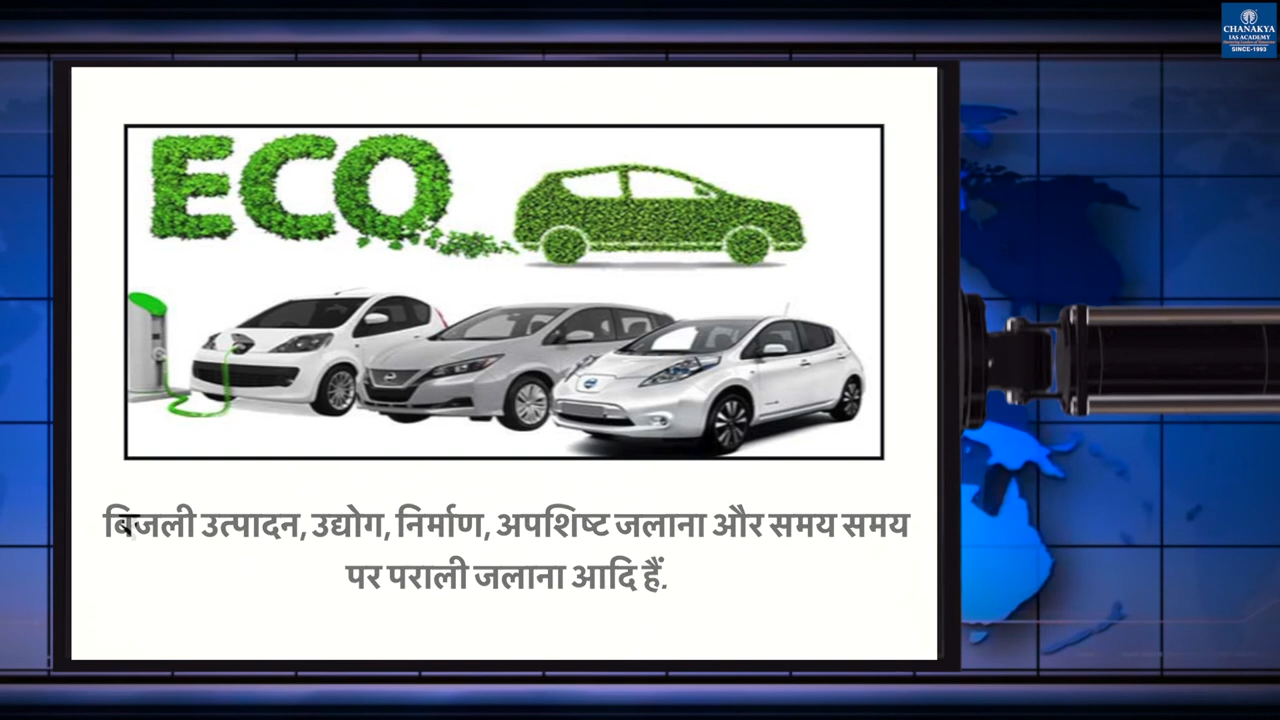 CHANAKYA
IAS ACADEMY
SINCE-1993
ECO
बिजली उत्पादन, उद्योग, निर्माण, अपशिष्ट जलाना और समय समय
पर पराली जलाना आदि हैं.